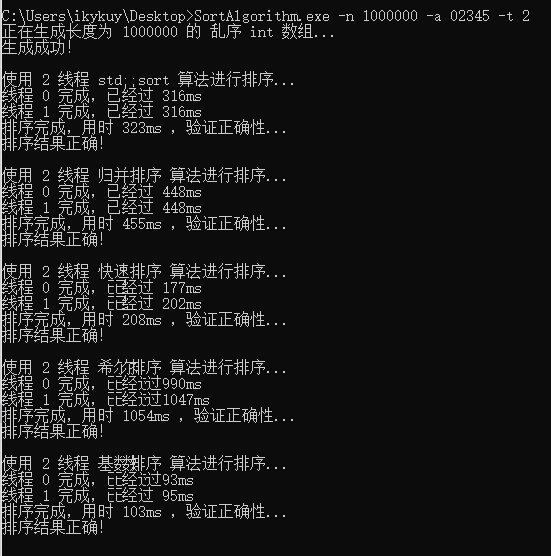 C:\Users\ikykuy\Desktop>SortAlgorithm.exe -n 1000000 -a 02345 -t 2
正在生成长度为 1000000 的 乱序 int 数组...
生成成功!
使用 2 线程 std::sort 算法进行排序...
线程 0 完成, 已经过 316ms
线程 1 完成, 已经过 316ms
排序完成, 用时 323ms , 验证正确性...
排序结果正确!
使用 2 线程 归并排序 算法进行排序...
线程 0 完成, 已经过 448ms
线程 1 完成, 已经过 448ms
排序完成, 用时 455ms , 验证正确性...
排序结果正确!
使用 2 线程 快速排序 算法进行排序...
线程 0 完成, 已经过 177ms
线程 1 完成, 已经过 202ms
排序完成, 用时 208ms , 验证正确性...
排序结果正确!
使用 2 线程 希尔排序 算法进行排序...
线程 0 完成, 已经过990ms
线程 1 完成, 已经过1047ms
排序完成, 用时 1054ms , 验证正确性...
排序结果正确!
使用 2 线程 基数排序 算法进行排序...
线程 0 完成, 已经过93ms
线程 1 完成, 已经过 95ms
排序完成, 用时 103ms , 验证正确性...
排序结果正确!